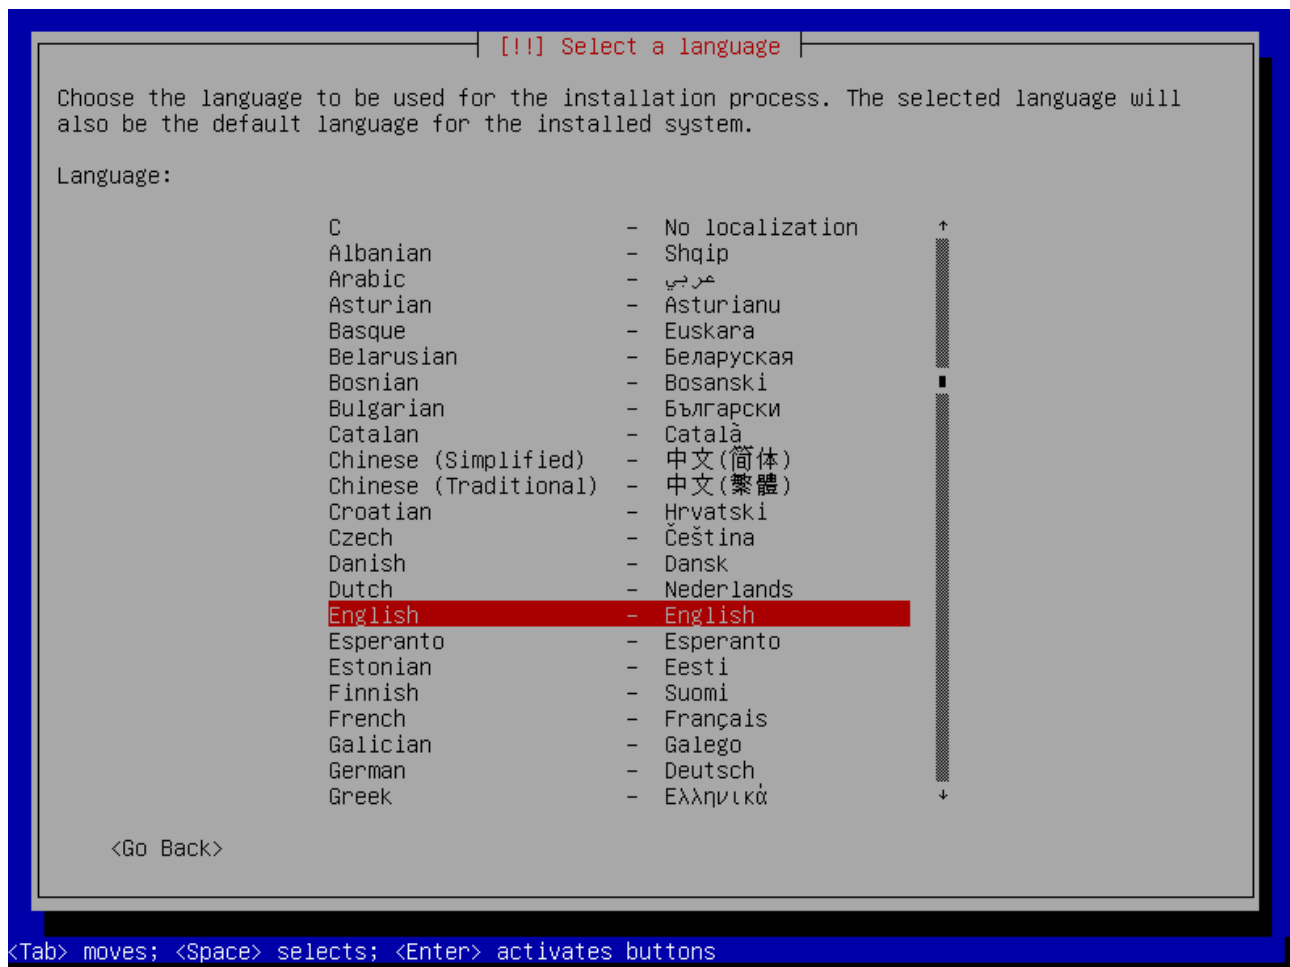 [!!] Select a language
Choose the language to be used for the installation process. The selected language will
also be the default language for the installed system.
Language:
C - No localization
Albanian - Shqip
Arabic - عربي
Asturian - Asturianu
Basque - Euskara
Belarusian - Беларуская
Bosnian - Bosanski
Bulgarian - Български
Catalan - Català
Chinese (Simplified) - 中文(简体)
Chinese (Traditional) - 中文(繁體)
Croatian - Hrvatski
Czech - Čeština
Danish - Dansk
Dutch - Nederlands
English - English
Esperanto - Esperanto
Estonian - Eesti
Finnish - Suomi
French - Français
Galician - Galego
German - Deutsch
Greek - Ελληνικά
<Go Back>
<Tab> moves; <Space> selects; <Enter> activates buttons